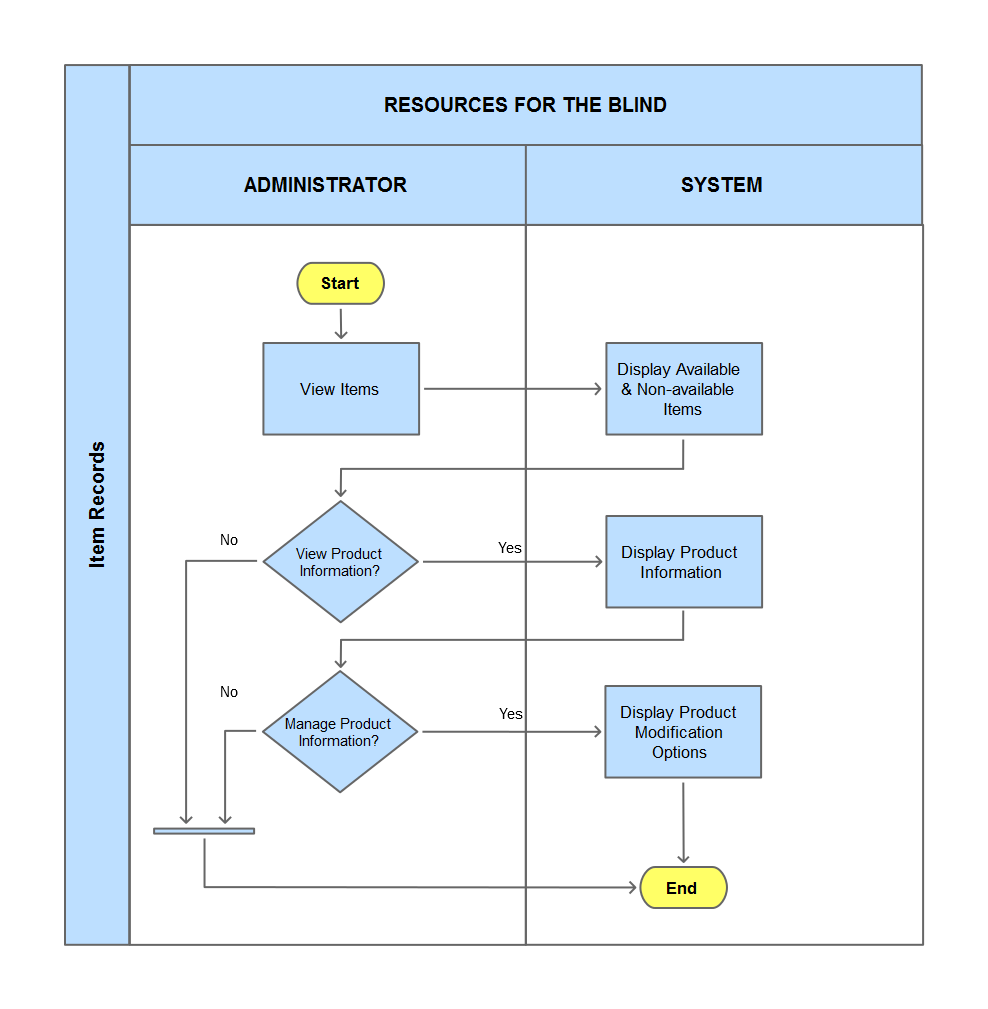 RESOURCES FOR THE BLIND
ADMINISTRATOR
SYSTEM
Item Records
Start
View Items
Display Available
& Non-available
Items
View Product
Information?
No
Yes
Display Product
Information
Manage Product
Information?
No
Yes
Display Product
Modification
Options
End